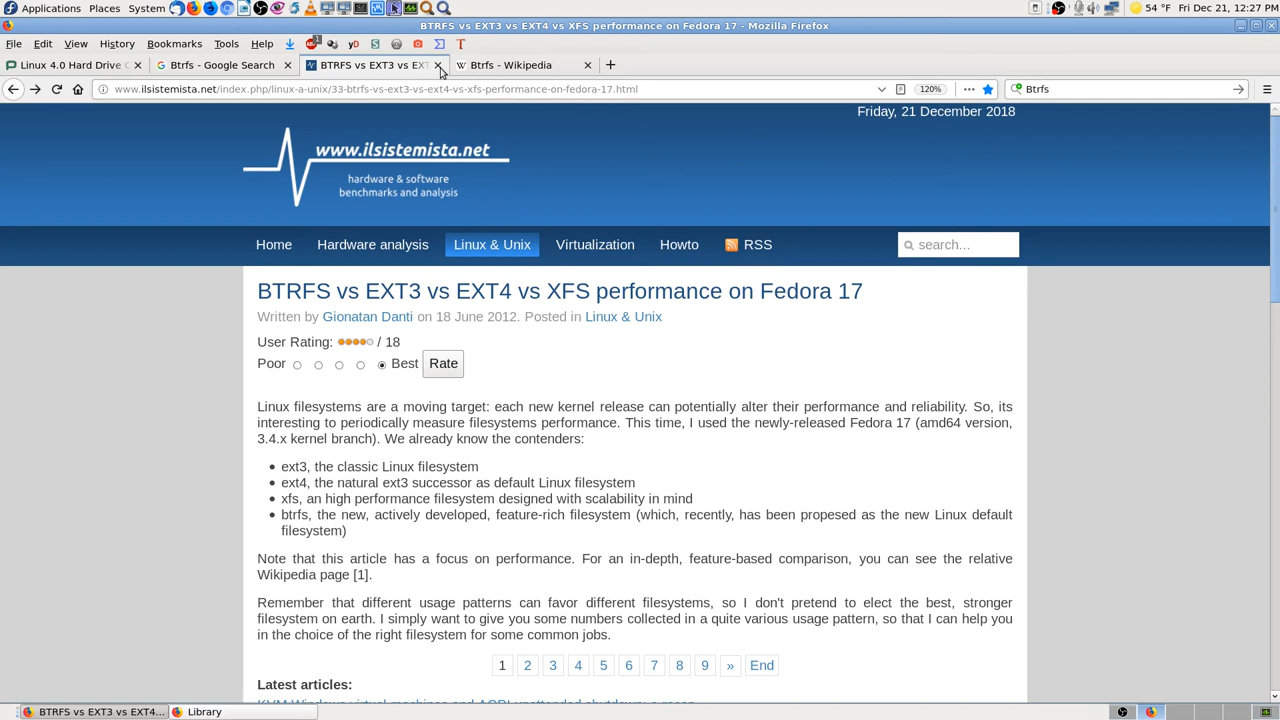 Applications Places System 54 °F Fri Dec 21, 12:27 PM
BTRFS vs EXT3 vs EXT4 vs XFS performance on Fedora 17 - Mozilla Firefox
File Edit View History Bookmarks Tools Help 1 yD S T
Linux 4.0 Hard Drive C Btrfs - Google Search BTRFS vs EXT3 vs EXT W Btrfs - Wikipedia
www.ilsistemista.net/index.php/linux-a-unix/33-btrfs-vs-ext3-vs-ext4-vs-xfs-performance-on-fedora-17.html 120% Btrfs
Friday, 21 December 2018
www.ilsistemista.net
hardware & software
benchmarks and analysis
Home Hardware analysis Linux & Unix Virtualization Howto RSS search...
BTRFS vs EXT3 vs EXT4 vs XFS performance on Fedora 17
Written by Gionatan Danti on 18 June 2012. Posted in Linux & Unix
User Rating: / 18
Poor Best Rate
Linux filesystems are a moving target: each new kernel release can potentially alter their performance and reliability. So, its
interesting to periodically measure filesystems performance. This time, I used the newly-released Fedora 17 (amd64 version,
3.4.x kernel branch). We already know the contenders:
• ext3, the classic Linux filesystem
• ext4, the natural ext3 successor as default Linux filesystem
• xfs, an high performance filesystem designed with scalability in mind
• btrfs, the new, actively developed, feature-rich filesystem (which, recently, has been propesed as the new Linux default
filesystem)
Note that this article has a focus on performance. For an in-depth, feature-based comparison, you can see the relative
Wikipedia page [1].
Remember that different usage patterns can favor different filesystems, so I don't pretend to elect the best, stronger
filesystem on earth. I simply want to give you some numbers collected in a quite various usage pattern, so that I can help you
in the choice of the right filesystem for some common jobs.
1 2 3 4 5 6 7 8 9 » End
Latest articles:
KVM Windows virtual machines and ACPI unattended shutdown: a recap
BTRFS vs EXT3 vs EXT4... Library